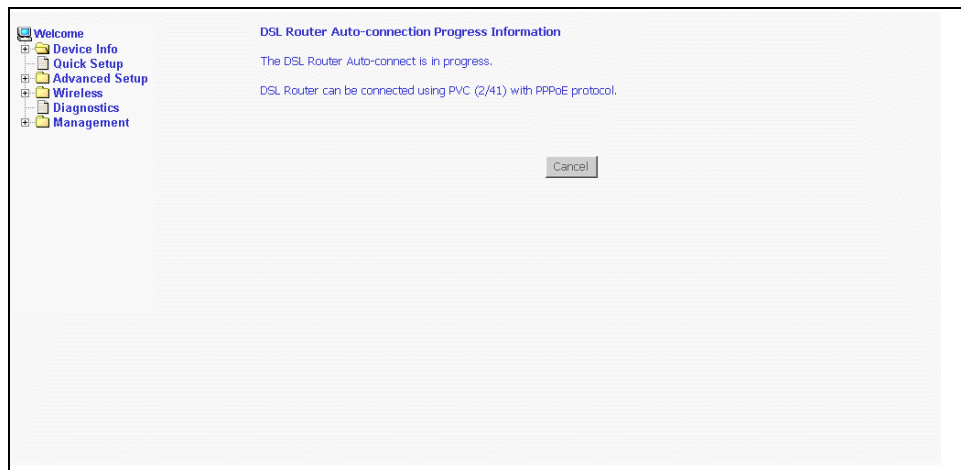 Welcome
Device Info
Quick Setup
Advanced Setup
Wireless
Diagnostics
Management
DSL Router Auto-connection Progress Information
The DSL Router Auto-connect is in progress.
DSL Router can be connected using PVC (2/41) with PPPoE protocol.
Cancel